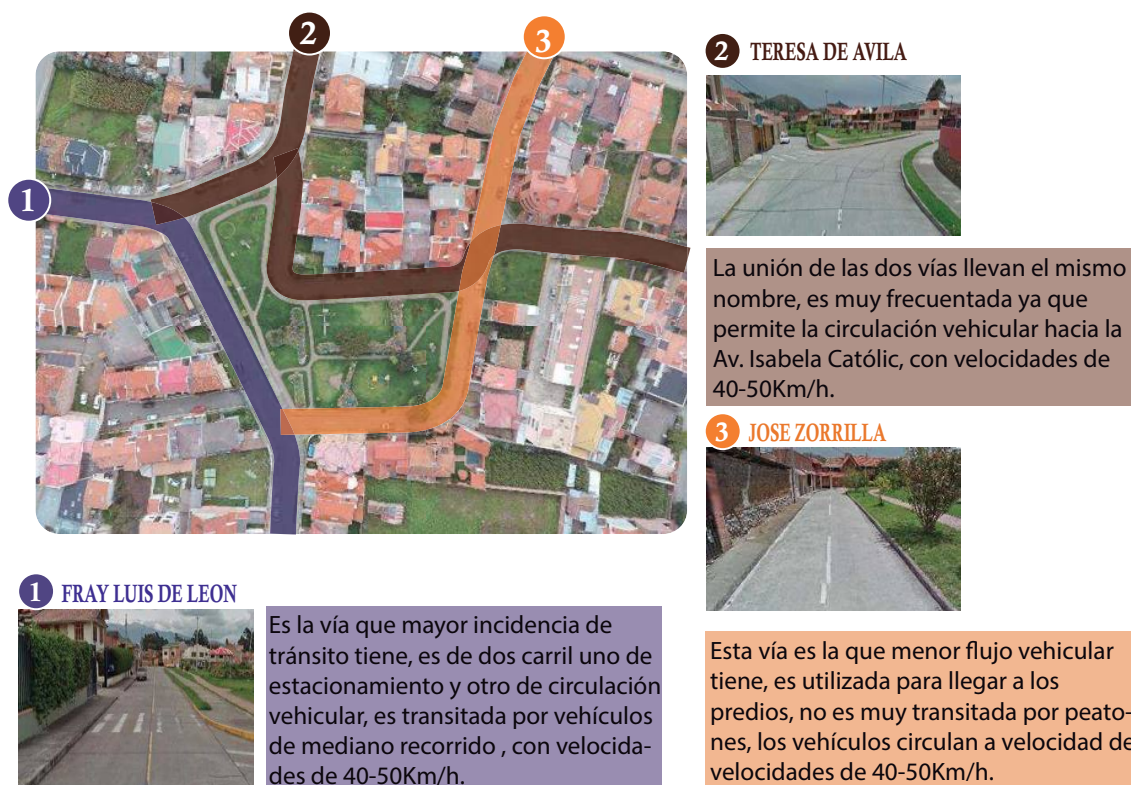 2
3
1
2 TERESA DE AVILA
La unión de las dos vías llevan el mismo
nombre, es muy frecuentada ya que
permite la circulación vehicular hacia la
Av. Isabela Católic, con velocidades de
40-50Km/h.
3 JOSE ZORRILLA
Esta vía es la que menor flujo vehicular
tiene, es utilizada para llegar a los
predios, no es muy transitada por peato-
nes, los vehículos circulan a velocidad de
velocidades de 40-50Km/h.
1 FRAY LUIS DE LEON
Es la vía que mayor incidencia de
tránsito tiene, es de dos carril uno de
estacionamiento y otro de circulación
vehicular, es transitada por vehículos
de mediano recorrido , con velocida-
des de 40-50Km/h.